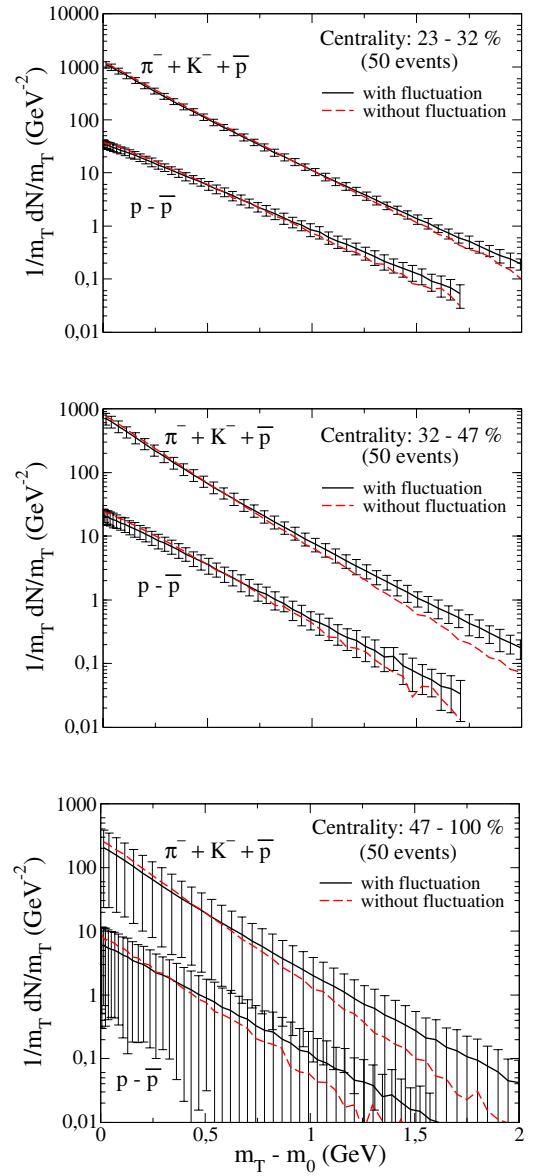 10000
1000
100
10
1
0,1
0,01
1/m_T dN/m_T (GeV^-2)
π^- + K^- + p̅
p - p̅
Centrality: 23 - 32 %
(50 events)
with fluctuation
without fluctuation
1000
100
10
1
0,1
0,01
1/m_T dN/m_T (GeV^-2)
π^- + K^- + p̅
p - p̅
Centrality: 32 - 47 %
(50 events)
with fluctuation
without fluctuation
1000
100
10
1
0,1
0,01
1/m_T dN/m_T (GeV^-2)
π^- + K^- + p̅
p - p̅
Centrality: 47 - 100 %
(50 events)
with fluctuation
without fluctuation
0 0,5 1 1,5 2
m_T - m_0 (GeV)